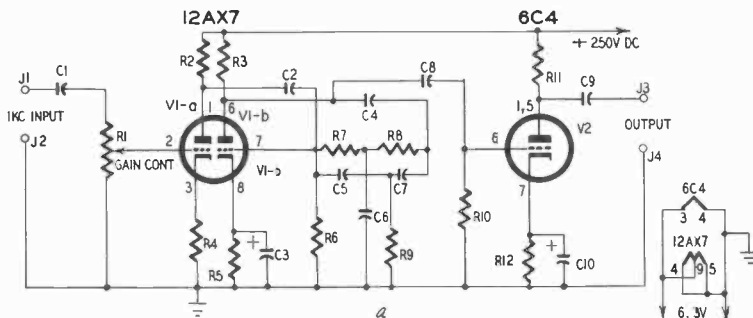 12AX7
6C4
+ 250V DC
R2
R3
R11
C1
C2
C8
C9
J1
J3
V1-a
1
6
V1-b
C4
1,5
V2
1KC INPUT
OUTPUT
J2
R1
2
7
R7
R8
6
J4
GAIN CONT
V1-b
C5
C7
3
8
7
6C4
3 4
R10
R4
+
C3
R6
C6
R9
+
12AX7
R5
R12
C10
4 9 5
a
6.3V